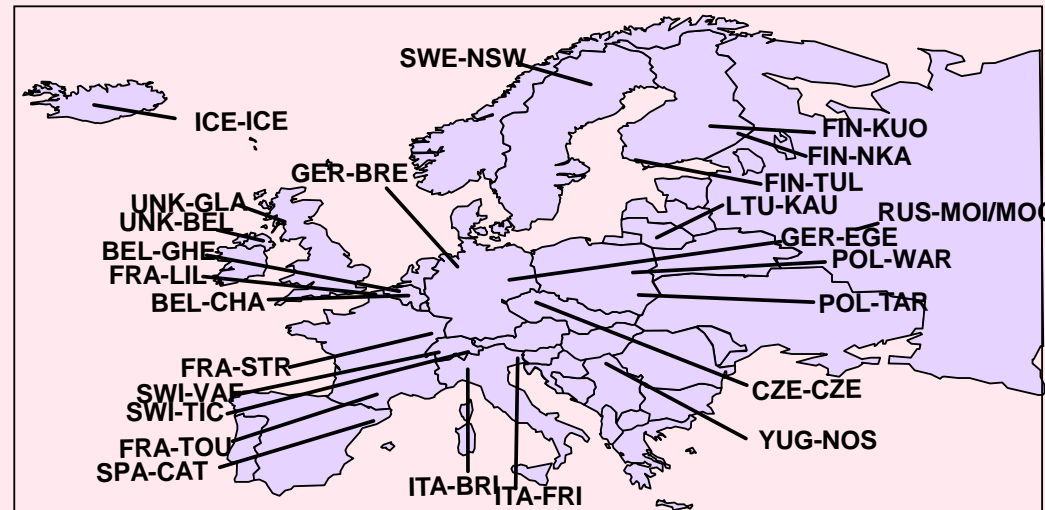 SWE-NSW
ICE-ICE
FIN-KUO
FIN-NKA
GER-BRE
FIN-TUL
UNK-GLA
LTU-KAU
RUS-MOI/MOC
UNK-BEL
GER-EGE
BEL-GHE
POL-WAR
FRA-LIL
BEL-CHA
POL-TAR
FRA-STR
SWI-VAF
CZE-CZE
SWI-TIC
FRA-TOU
YUG-NOS
SPA-CAT
ITA-BRI
ITA-FRI